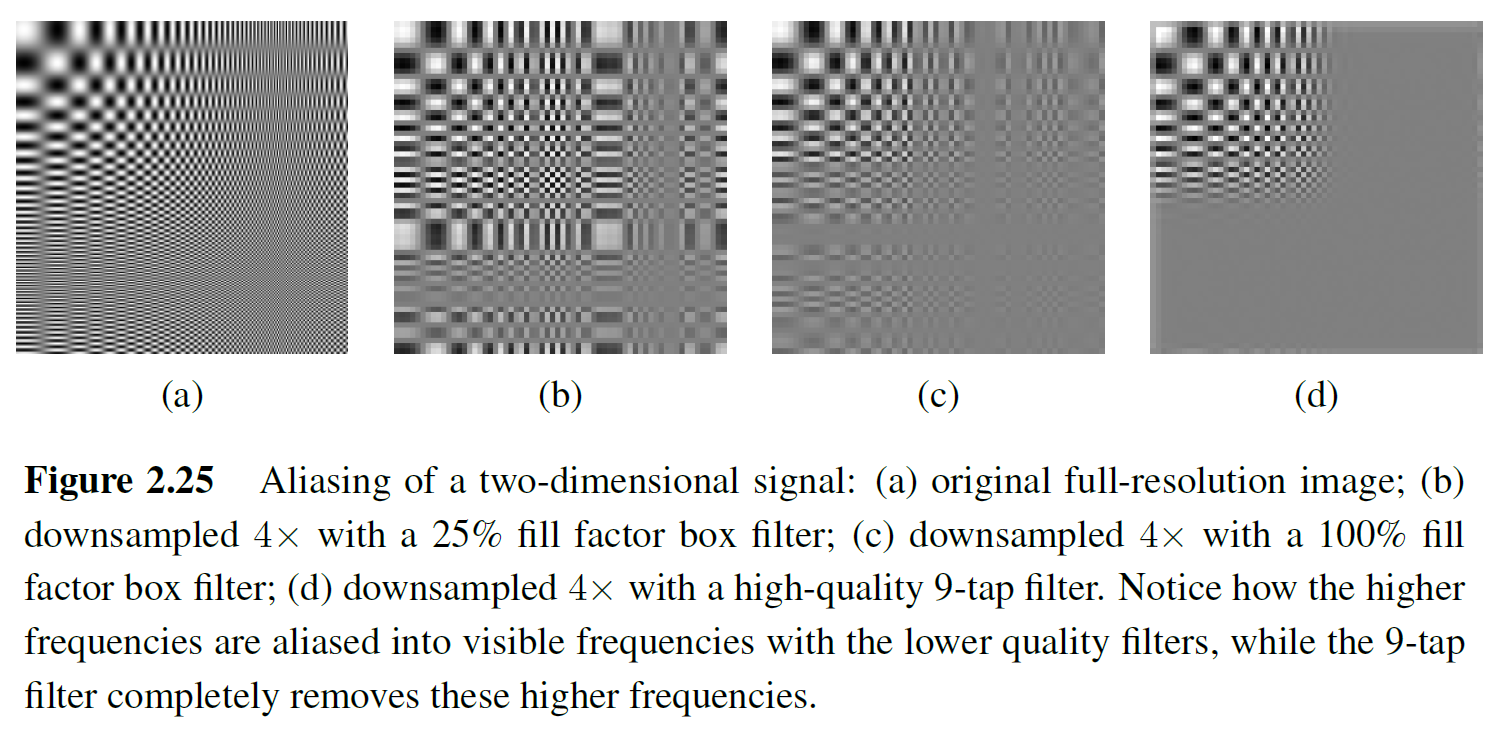 (a) (b) (c) (d)
Figure 2.25 Aliasing of a two-dimensional signal: (a) original full-resolution image; (b)
downsampled 4× with a 25% fill factor box filter; (c) downsampled 4× with a 100% fill
factor box filter; (d) downsampled 4× with a high-quality 9-tap filter. Notice how the higher
frequencies are aliased into visible frequencies with the lower quality filters, while the 9-tap
filter completely removes these higher frequencies.